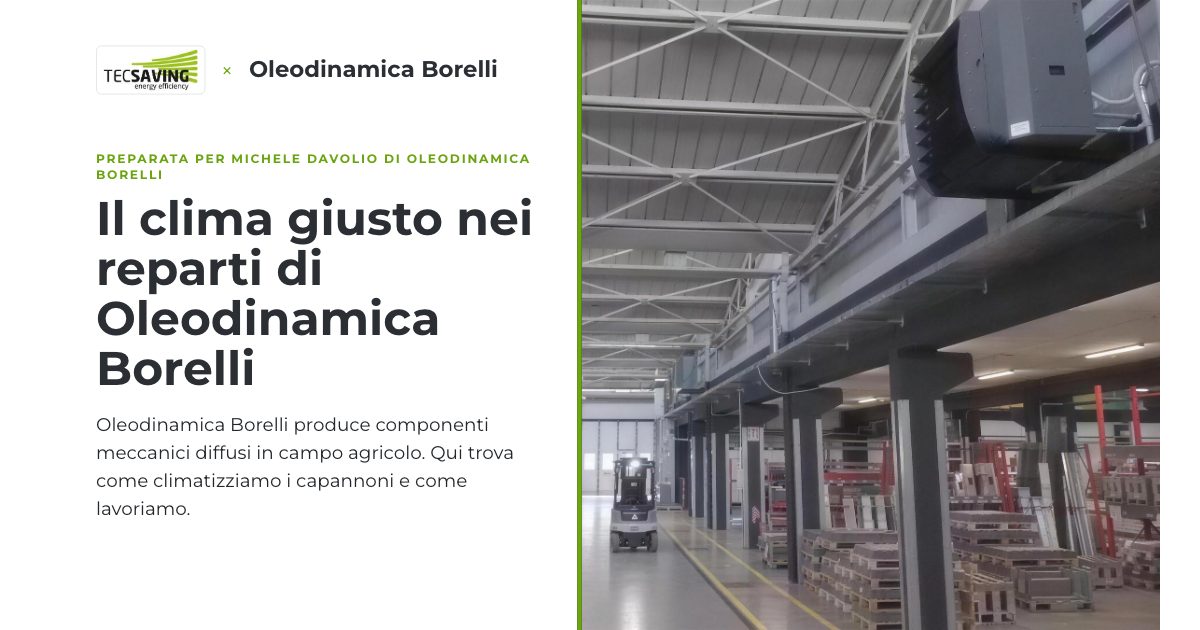 TECSAVING
energy efficiency
× Oleodinamica Borelli
PREPARATA PER MICHELE DAVOLIO DI OLEODINAMICA
BORELLI
Il clima giusto nei
reparti di
Oleodinamica
Borelli
Oleodinamica Borelli produce componenti
meccanici diffusi in campo agricolo. Qui trova
come climatizziamo i capannoni e come
lavoriamo.